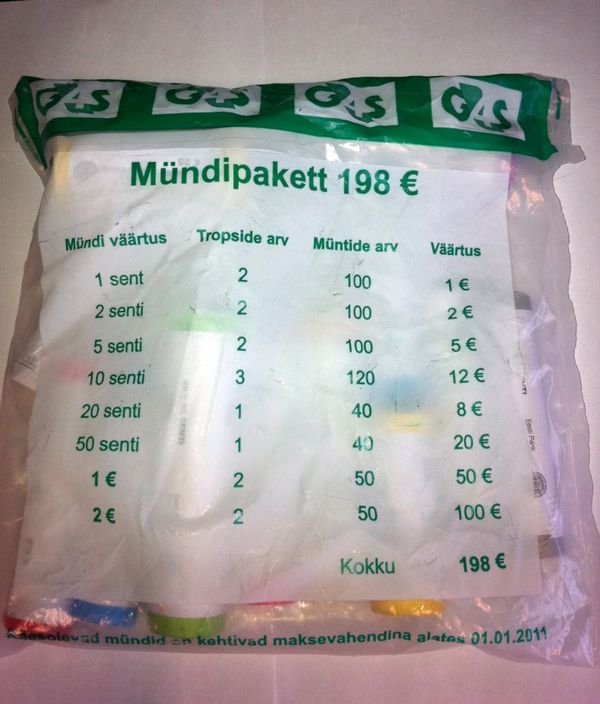 G4S G4S G4S G4S
Mündipakett 198 €
Mündi väärtus Tropside arv Müntide arv Väärtus
1 sent 2 100 1 €
2 senti 2 100 2 €
5 senti 2 100 5 €
10 senti 3 120 12 €
20 senti 1 40 8 €
50 senti 1 40 20 €
1 € 2 50 50 €
2 € 2 50 100 €
Kokku 198 €
Eesti Pank
Käesolevad mündid on kehtivad maksevahendina alates 01.01.2011